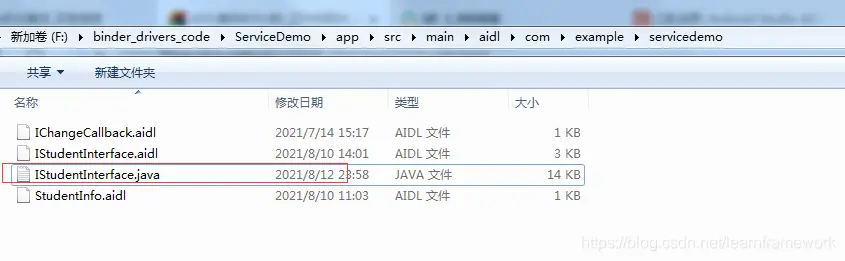 新加卷 (F:) binder_drivers_code ServiceDemo app src main aidl com example servicedemo
共享 新建文件夹
名称 修改日期 类型 大小
IChangeCallback.aidl 2021/7/14 15:17 AIDL 文件 1 KB
IStudentInterface.aidl 2021/8/10 14:01 AIDL 文件 3 KB
IStudentInterface.java 2021/8/12 23:58 JAVA 文件 14 KB
StudentInfo.aidl 2021/8/10 11:03 AIDL 文件 1 KB
https://blog.csdn.net/learnframework